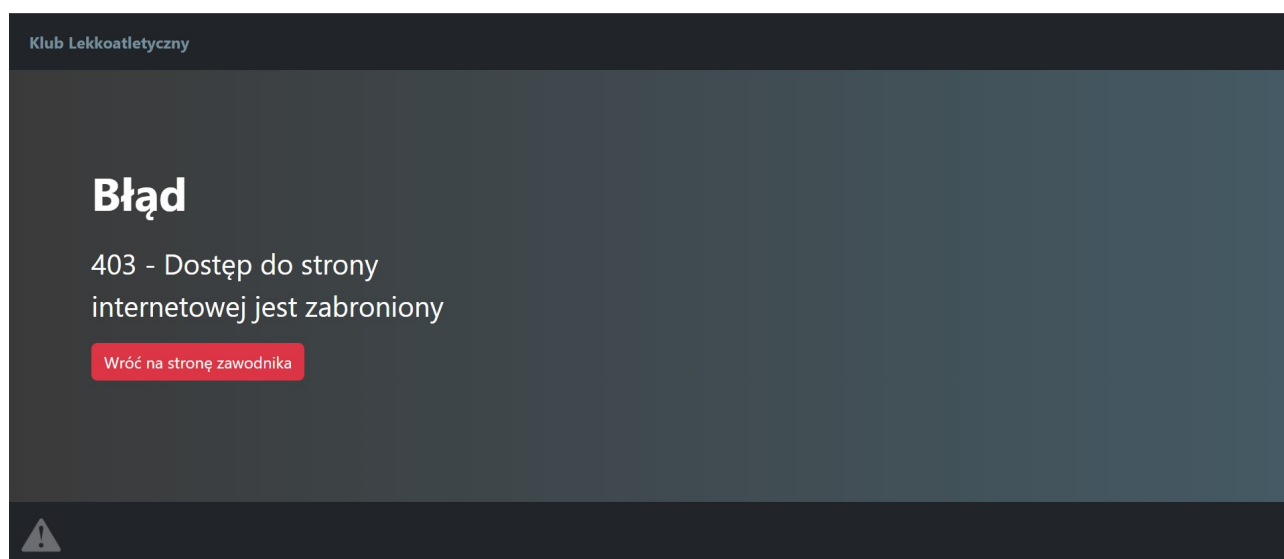 Klub Lekkoatletyczny
Błąd
403 - Dostęp do strony
internetowej jest zabroniony
Wróć na stronę zawodnika